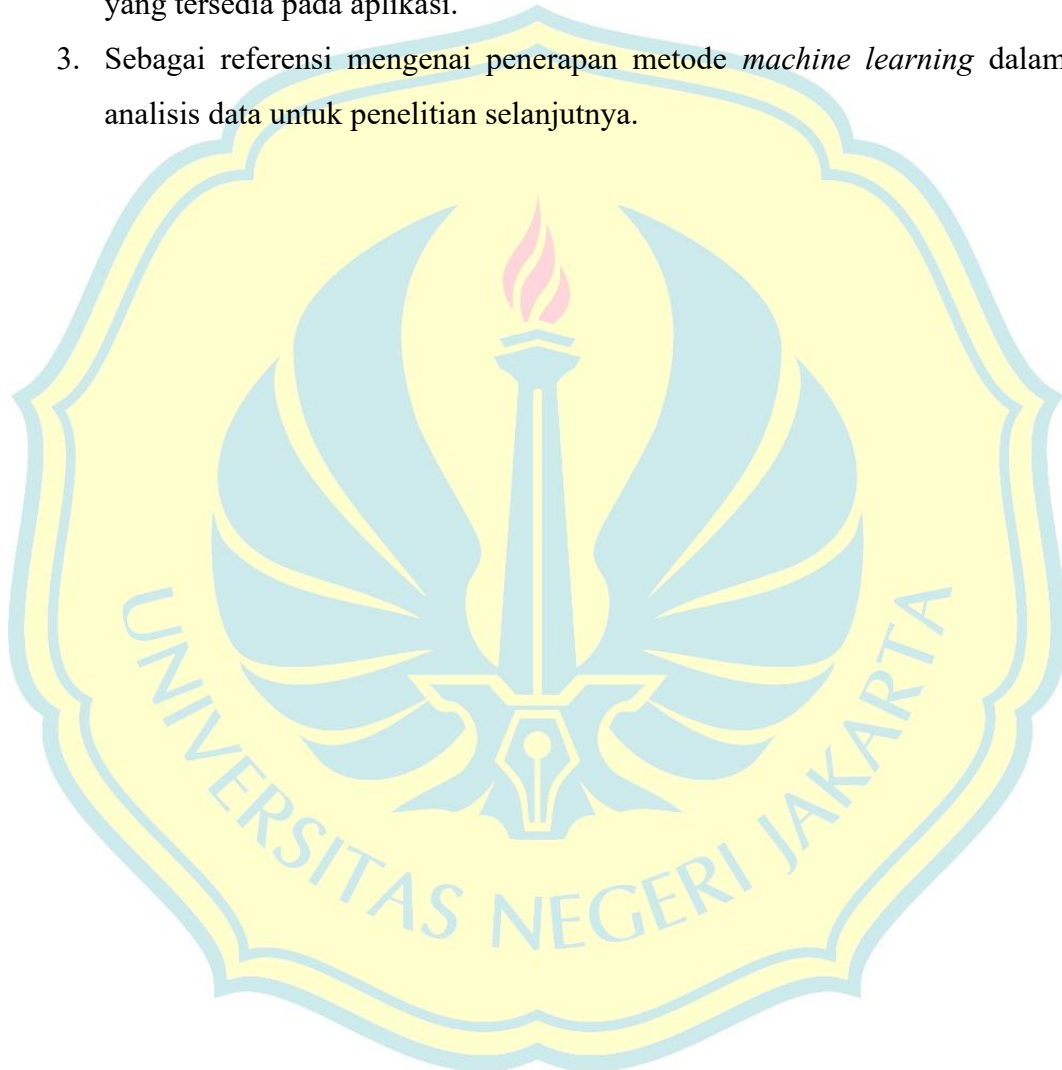 yang tersedia pada aplikasi.
3. Sebagai referensi mengenai penerapan metode machine learning dalam
analisis data untuk penelitian selanjutnya.
UNIVERSITAS NEGERI JAKARTA